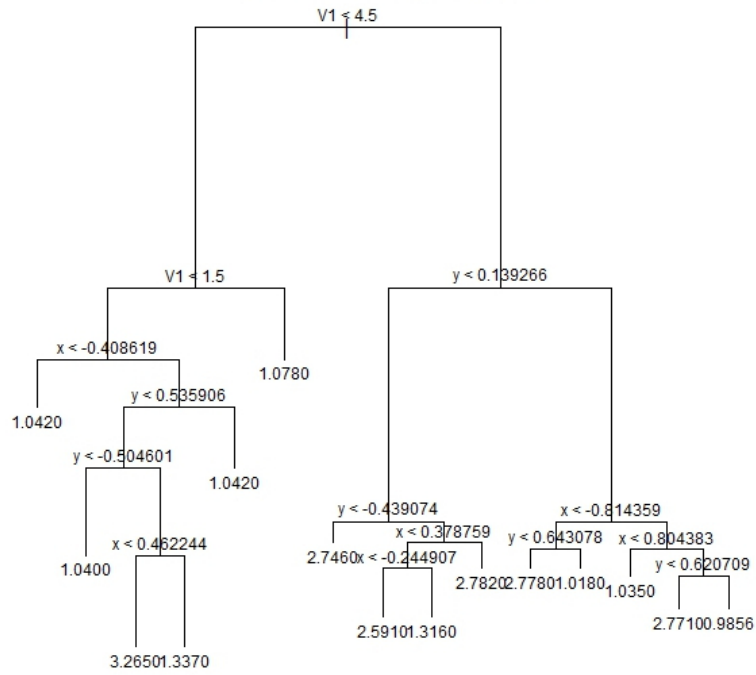 V1 < 4.5
V1 < 1.5
y < 0.139266
x < -0.408619
1.0780
y < 0.535906
1.0420
y < -0.504601
1.0420
y < -0.439074
x < -0.814359
x < 0.378759
y < 0.643078
x < 0.804383
x < 0.462244
2.7460
x < -0.244907
y < 0.620709
1.0400
2.7820
2.7780
1.0180
1.0350
2.5910
1.3160
2.7710
0.9856
3.2650
1.3370